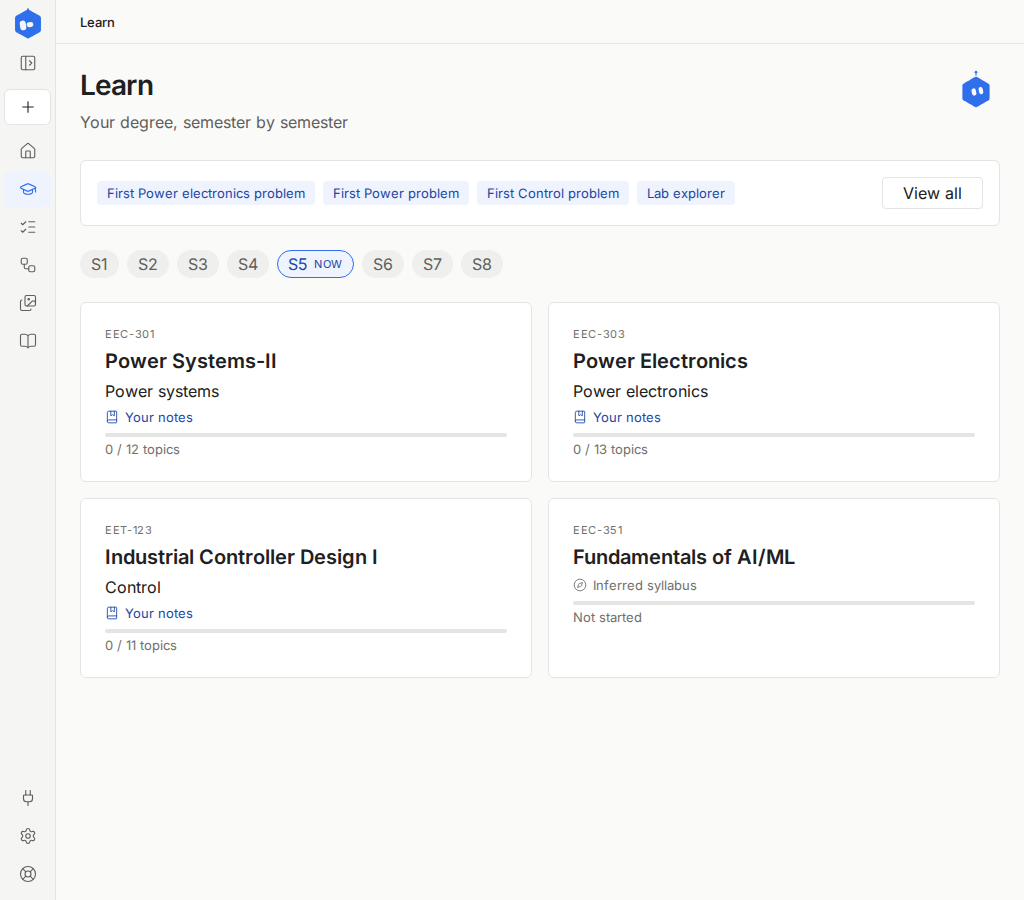 Learn
Learn
Your degree, semester by semester
First Power electronics problem
First Power problem
First Control problem
Lab explorer
View all
S1
S2
S3
S4
S5 NOW
S6
S7
S8
EEC-301
Power Systems-II
Power systems
Your notes
0 / 12 topics
EEC-303
Power Electronics
Power electronics
Your notes
0 / 13 topics
EET-123
Industrial Controller Design I
Control
Your notes
0 / 11 topics
EEC-351
Fundamentals of AI/ML
Inferred syllabus
Not started